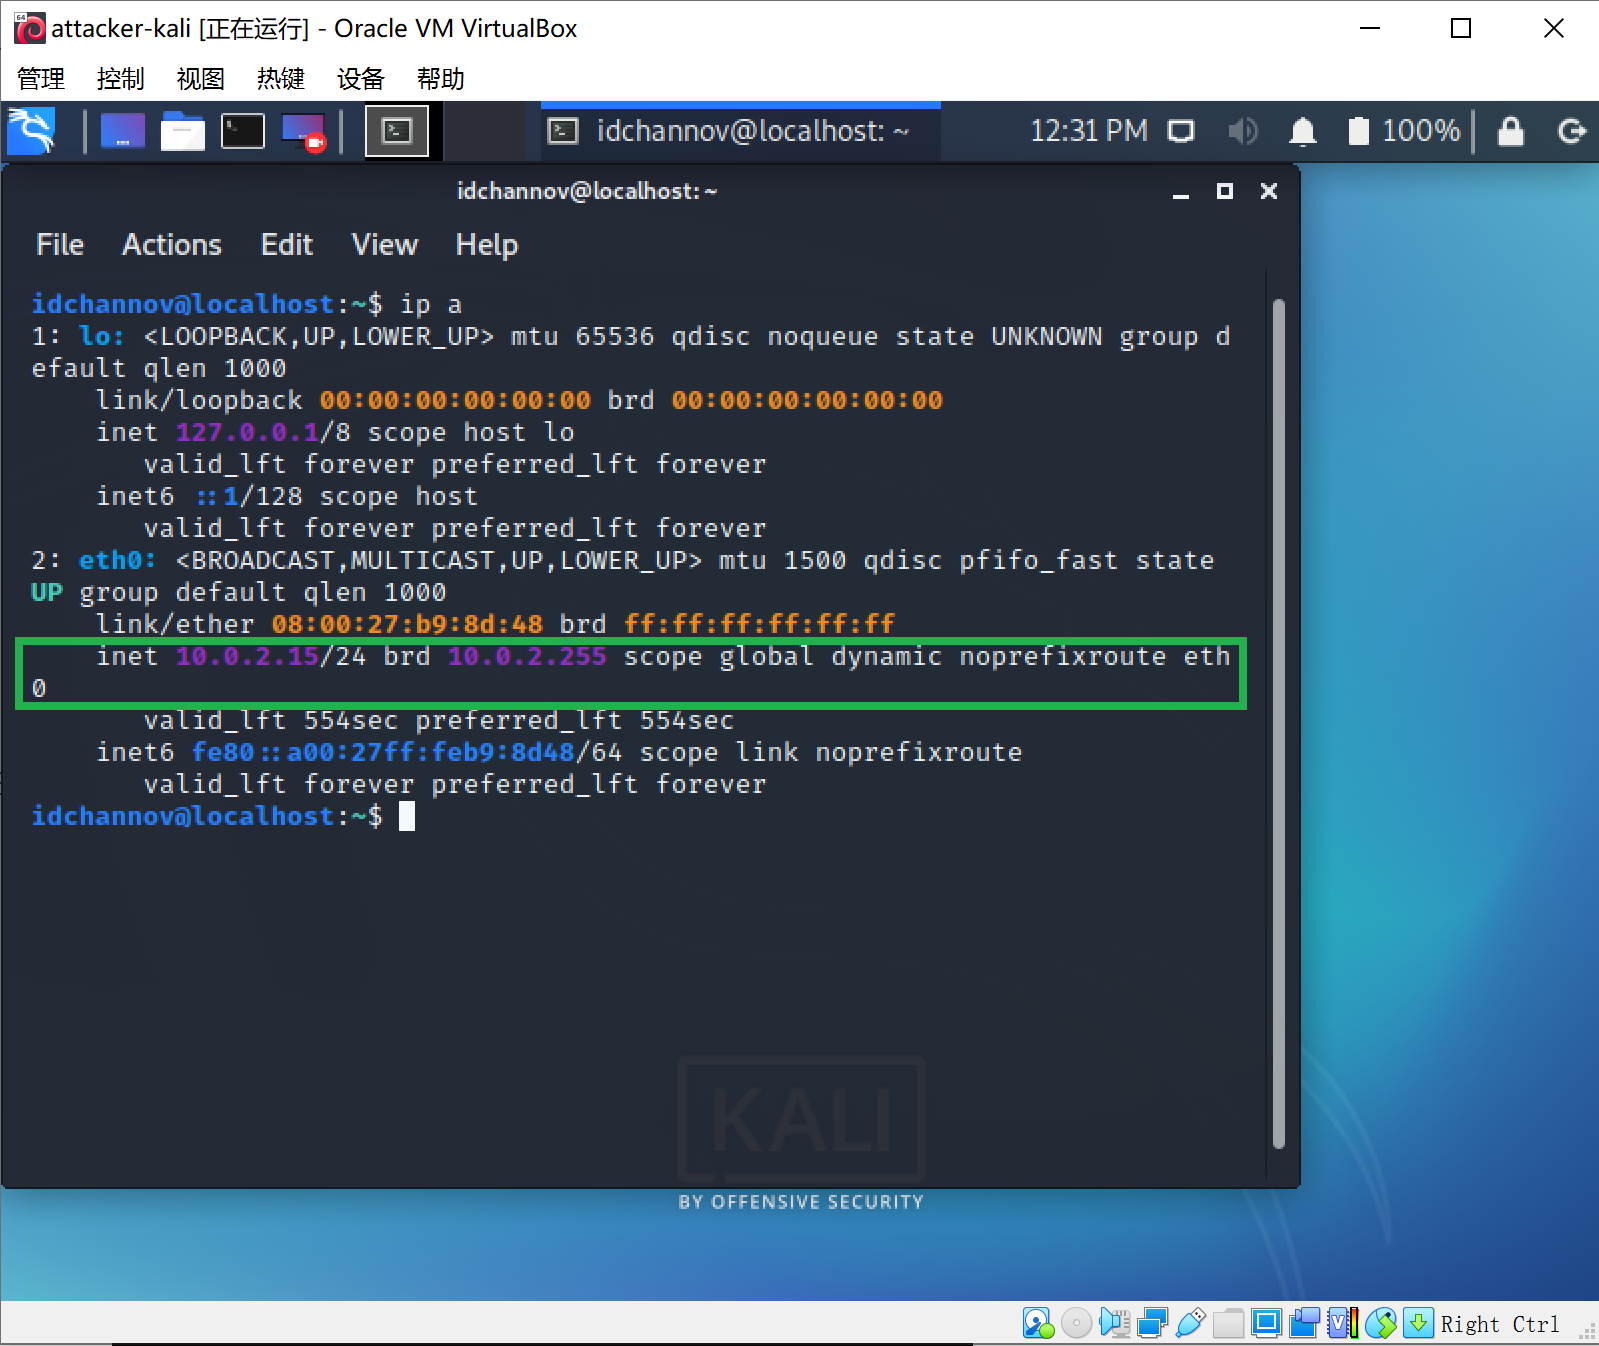 attacker-kali [正在运行] - Oracle VM VirtualBox
管理 控制 视图 热键 设备 帮助
idchannov@localhost: ~ 12:31 PM 100%
idchannov@localhost: ~
File Actions Edit View Help
idchannov@localhost:~$ ip a
1: lo: <LOOPBACK,UP,LOWER_UP> mtu 65536 qdisc noqueue state UNKNOWN group d
efault qlen 1000
link/loopback 00:00:00:00:00:00 brd 00:00:00:00:00:00
inet 127.0.0.1/8 scope host lo
valid_lft forever preferred_lft forever
inet6 ::1/128 scope host
valid_lft forever preferred_lft forever
2: eth0: <BROADCAST,MULTICAST,UP,LOWER_UP> mtu 1500 qdisc pfifo_fast state
UP group default qlen 1000
link/ether 08:00:27:b9:8d:48 brd ff:ff:ff:ff:ff:ff
inet 10.0.2.15/24 brd 10.0.2.255 scope global dynamic noprefixroute eth
0
valid_lft 554sec preferred_lft 554sec
inet6 fe80::a00:27ff:feb9:8d48/64 scope link noprefixroute
valid_lft forever preferred_lft forever
idchannov@localhost:~$
KALI
BY OFFENSIVE SECURITY
Right Ctrl